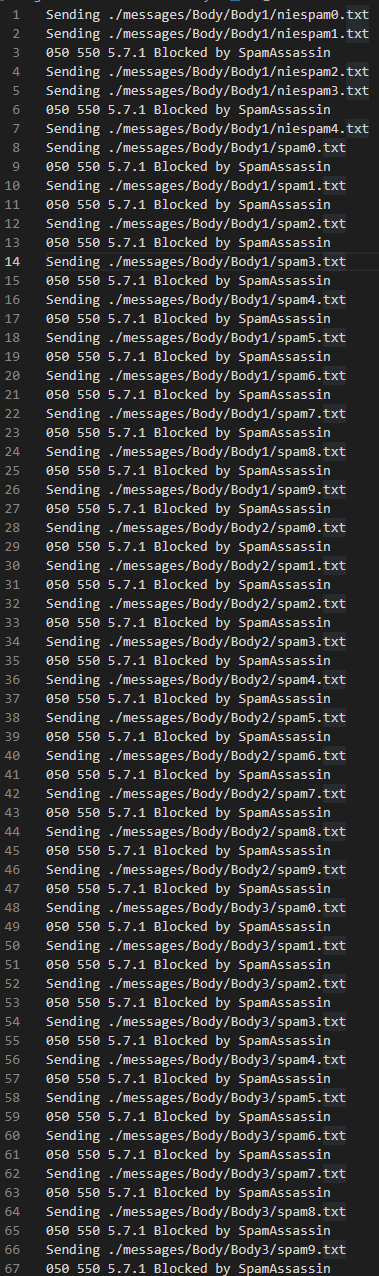 1 Sending ./messages/Body/Body1/niespam0.txt
2 Sending ./messages/Body/Body1/niespam1.txt
3 050 550 5.7.1 Blocked by SpamAssassin
4 Sending ./messages/Body/Body1/niespam2.txt
5 Sending ./messages/Body/Body1/niespam3.txt
6 050 550 5.7.1 Blocked by SpamAssassin
7 Sending ./messages/Body/Body1/niespam4.txt
8 Sending ./messages/Body/Body1/spam0.txt
9 050 550 5.7.1 Blocked by SpamAssassin
10 Sending ./messages/Body/Body1/spam1.txt
11 050 550 5.7.1 Blocked by SpamAssassin
12 Sending ./messages/Body/Body1/spam2.txt
13 050 550 5.7.1 Blocked by SpamAssassin
14 Sending ./messages/Body/Body1/spam3.txt
15 050 550 5.7.1 Blocked by SpamAssassin
16 Sending ./messages/Body/Body1/spam4.txt
17 050 550 5.7.1 Blocked by SpamAssassin
18 Sending ./messages/Body/Body1/spam5.txt
19 050 550 5.7.1 Blocked by SpamAssassin
20 Sending ./messages/Body/Body1/spam6.txt
21 050 550 5.7.1 Blocked by SpamAssassin
22 Sending ./messages/Body/Body1/spam7.txt
23 050 550 5.7.1 Blocked by SpamAssassin
24 Sending ./messages/Body/Body1/spam8.txt
25 050 550 5.7.1 Blocked by SpamAssassin
26 Sending ./messages/Body/Body1/spam9.txt
27 050 550 5.7.1 Blocked by SpamAssassin
28 Sending ./messages/Body/Body2/spam0.txt
29 050 550 5.7.1 Blocked by SpamAssassin
30 Sending ./messages/Body/Body2/spam1.txt
31 050 550 5.7.1 Blocked by SpamAssassin
32 Sending ./messages/Body/Body2/spam2.txt
33 050 550 5.7.1 Blocked by SpamAssassin
34 Sending ./messages/Body/Body2/spam3.txt
35 050 550 5.7.1 Blocked by SpamAssassin
36 Sending ./messages/Body/Body2/spam4.txt
37 050 550 5.7.1 Blocked by SpamAssassin
38 Sending ./messages/Body/Body2/spam5.txt
39 050 550 5.7.1 Blocked by SpamAssassin
40 Sending ./messages/Body/Body2/spam6.txt
41 050 550 5.7.1 Blocked by SpamAssassin
42 Sending ./messages/Body/Body2/spam7.txt
43 050 550 5.7.1 Blocked by SpamAssassin
44 Sending ./messages/Body/Body2/spam8.txt
45 050 550 5.7.1 Blocked by SpamAssassin
46 Sending ./messages/Body/Body2/spam9.txt
47 050 550 5.7.1 Blocked by SpamAssassin
48 Sending ./messages/Body/Body3/spam0.txt
49 050 550 5.7.1 Blocked by SpamAssassin
50 Sending ./messages/Body/Body3/spam1.txt
51 050 550 5.7.1 Blocked by SpamAssassin
52 Sending ./messages/Body/Body3/spam2.txt
53 050 550 5.7.1 Blocked by SpamAssassin
54 Sending ./messages/Body/Body3/spam3.txt
55 050 550 5.7.1 Blocked by SpamAssassin
56 Sending ./messages/Body/Body3/spam4.txt
57 050 550 5.7.1 Blocked by SpamAssassin
58 Sending ./messages/Body/Body3/spam5.txt
59 050 550 5.7.1 Blocked by SpamAssassin
60 Sending ./messages/Body/Body3/spam6.txt
61 050 550 5.7.1 Blocked by SpamAssassin
62 Sending ./messages/Body/Body3/spam7.txt
63 050 550 5.7.1 Blocked by SpamAssassin
64 Sending ./messages/Body/Body3/spam8.txt
65 050 550 5.7.1 Blocked by SpamAssassin
66 Sending ./messages/Body/Body3/spam9.txt
67 050 550 5.7.1 Blocked by SpamAssassin